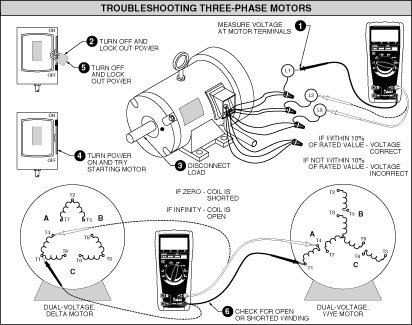 TROUBLESHOOTING THREE-PHASE MOTORS
ON
OFF
2 TURN OFF AND
LOCK OUT POWER
5 TURN OFF
AND LOCK
OUT POWER
MEASURE VOLTAGE 1
AT MOTOR TERMINALS
L1
L2
L3
ON
OFF
4 TURN POWER
ON AND TRY
STARTING MOTOR
3 DISCONNECT
LOAD
IF WITHIN 10%
OF RATED VALUE - VOLTAGE
CORRECT
IF NOT WITHIN 10%
OF RATED VALUE - VOLTAGE
INCORRECT
IF ZERO - COIL IS
SHORTED
IF INFINITY - COIL IS
OPEN
T2
A
B
T7
T5
T4
T8
T1
T9
T6
T3
C
DUAL-VOLTAGE,
DELTA MOTOR
6 CHECK FOR OPEN
OR SHORTED WINDING
T2
T5
B
T8
A
T4
T7
T9
T6
T1
C
T3
DUAL-VOLTAGE,
WYE MOTOR